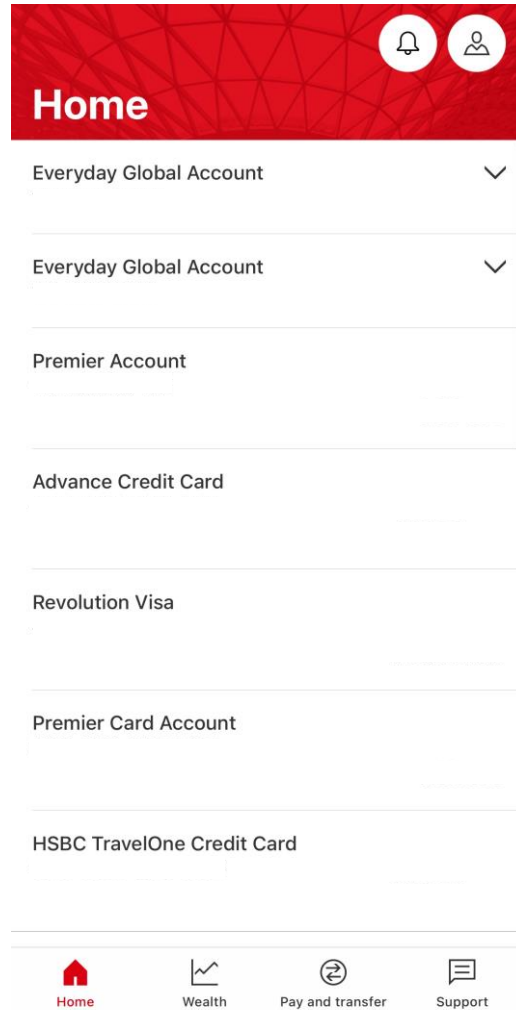 Home
Everyday Global Account
Everyday Global Account
Premier Account
Advance Credit Card
Revolution Visa
Premier Card Account
HSBC TravelOne Credit Card
Home
Wealth
Pay and transfer
Support